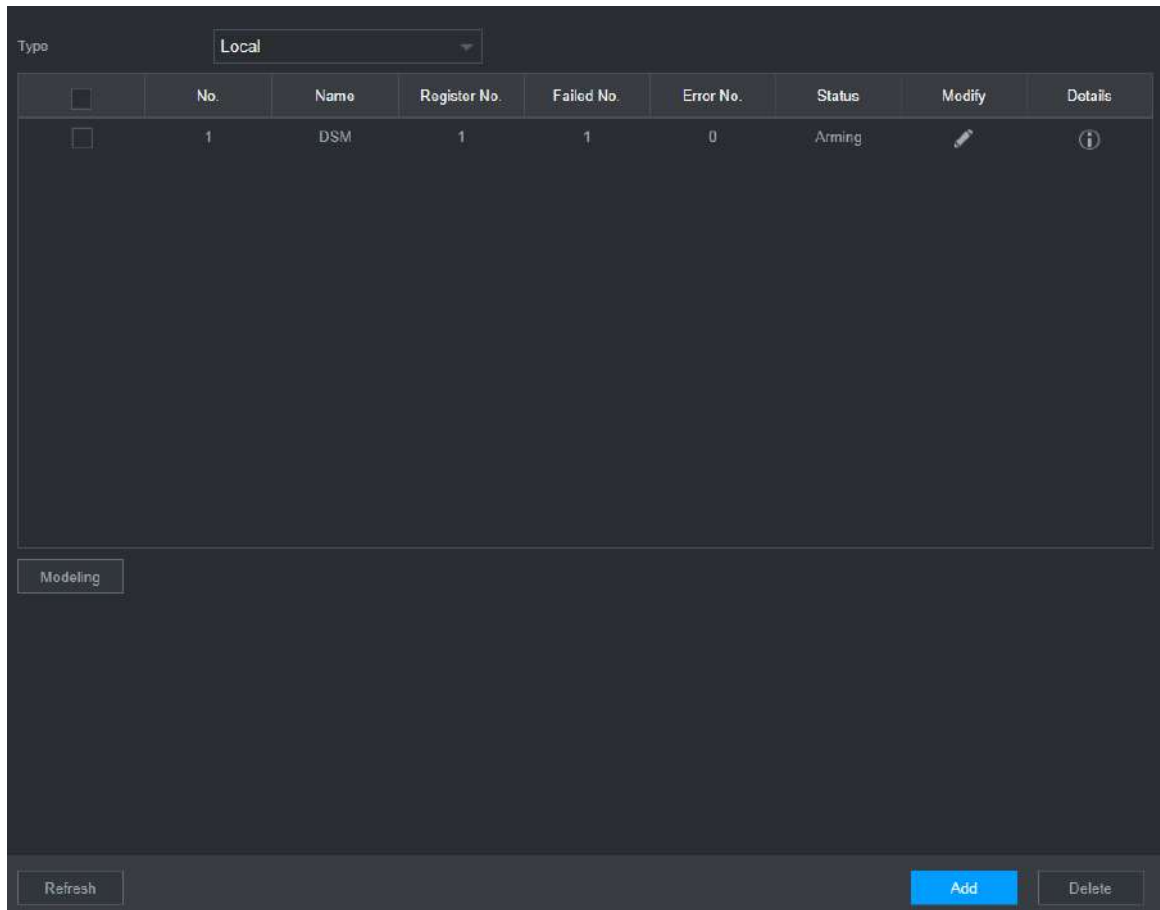 Type Local
No. Name Register No. Failed No. Error No. Status Modify Details
1 DSM 1 1 0 Arming
Modeling
Refresh Add Delete